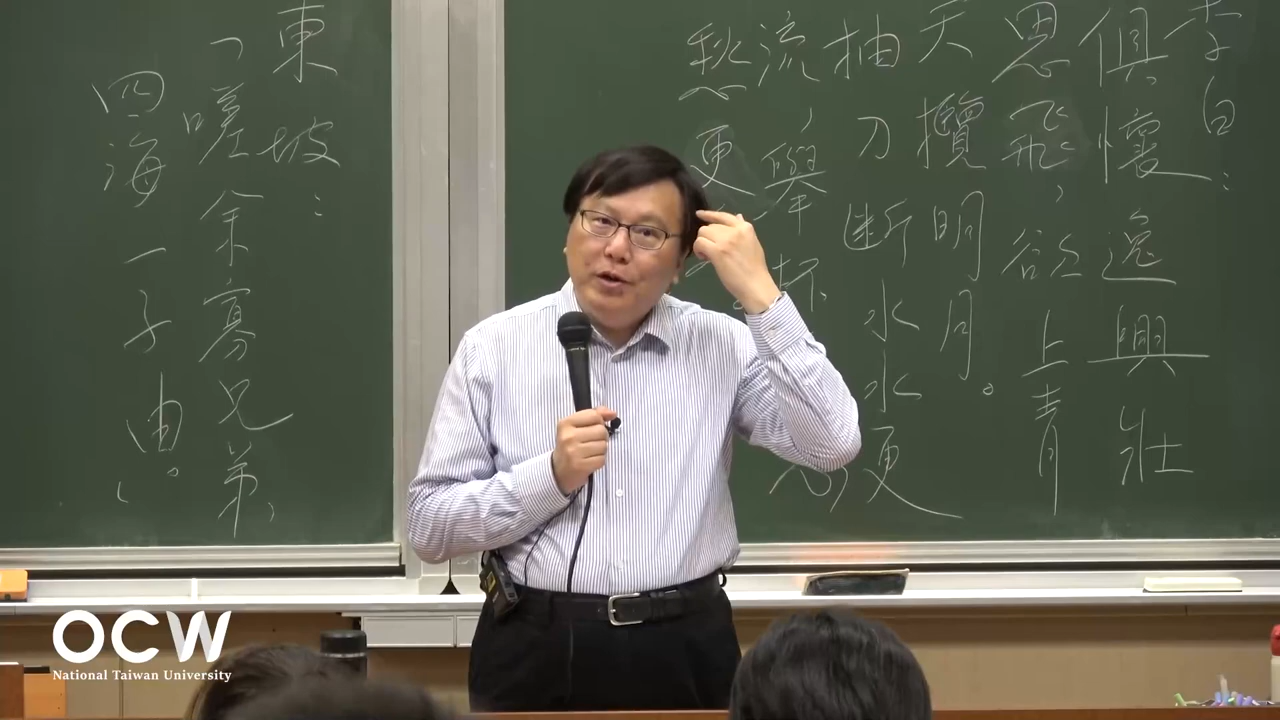 李白:
俱懷逸興壯
思飛,欲上青
天攬明月。
抽刀断水水更
流,舉杯
愁更
東坡:
「嗟余寡兄弟,
四海一子由。」
OCW
National Taiwan University